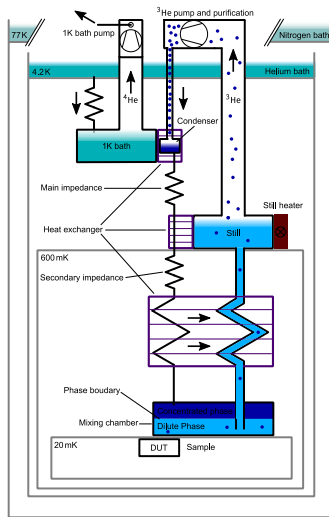 ³He pump and purification
1K bath pump
77K
Nitrogen bath
4.2K
Helium bath
⁴He
³He
Condenser
1K bath
Main impedance
Still heater
Heat exchanger
Still
600mK
Secondary impedance
Phase boudary
Concentrated phase
Mixing chamber
Dilute Phase
20mK
DUT
Sample